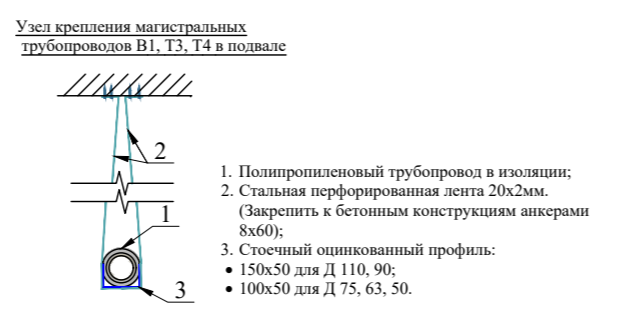 Узел крепления магистральных
трубопроводов В1, Т3, Т4 в подвале
2
1
3
1. Полипропиленовый трубопровод в изоляции;
2. Стальная перфорированная лента 20х2мм.
(Закрепить к бетонным конструкциям анкерами
8х60);
3. Стоечный оцинкованный профиль:
• 150х50 для Д 110, 90;
• 100х50 для Д 75, 63, 50.